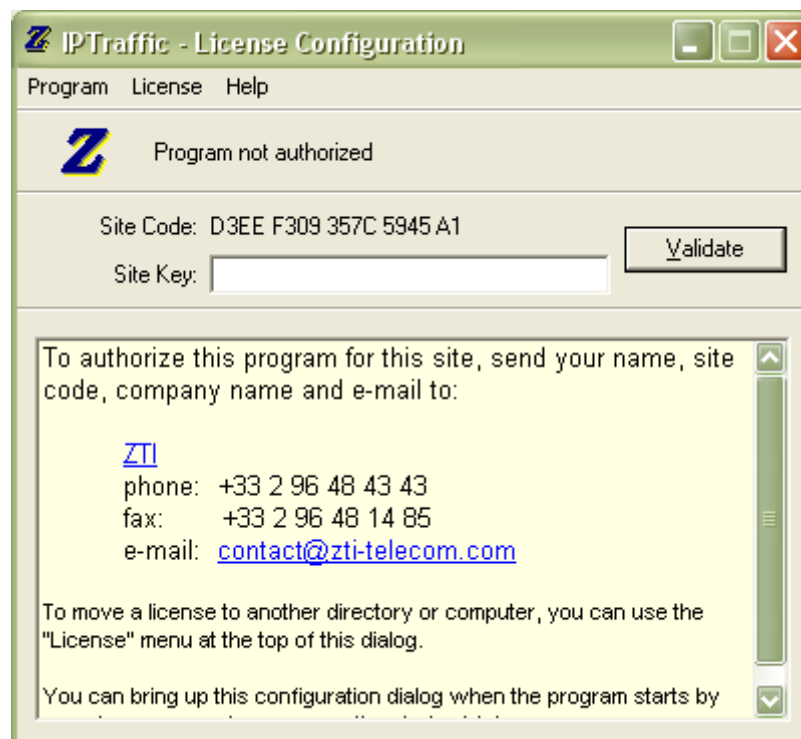 IPTraffic - License Configuration
Program License Help
Z Program not authorized
Site Code: D3EE F309 357C 5945 A1
Validate
Site Key:
To authorize this program for this site, send your name, site
code, company name and e-mail to:
ZTI
phone: +33 2 96 48 43 43
fax: +33 2 96 48 14 85
e-mail: contact@zti-telecom.com
To move a license to another directory or computer, you can use the
"License" menu at the top of this dialog.
You can bring up this configuration dialog when the program starts by